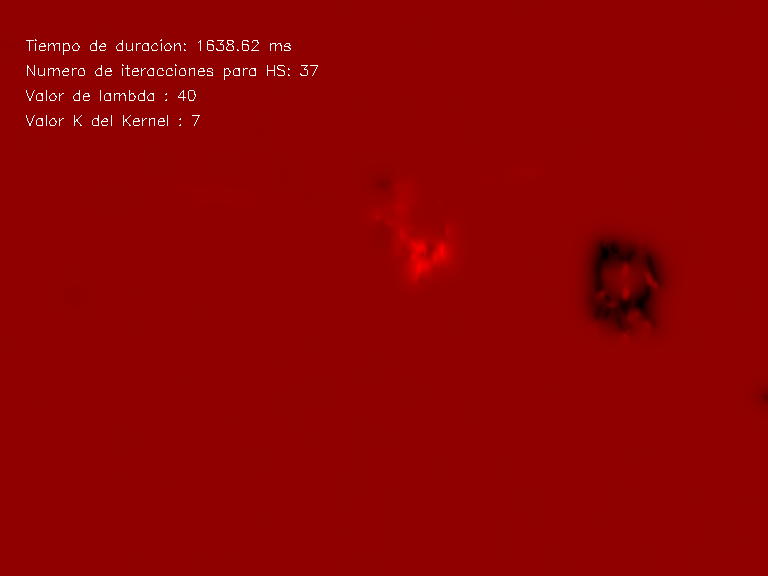 Tiempo de duracion: 1638.62 ms
Numero de iteracciones para HS: 37
Valor de lambda : 40
Valor K del Kernel : 7